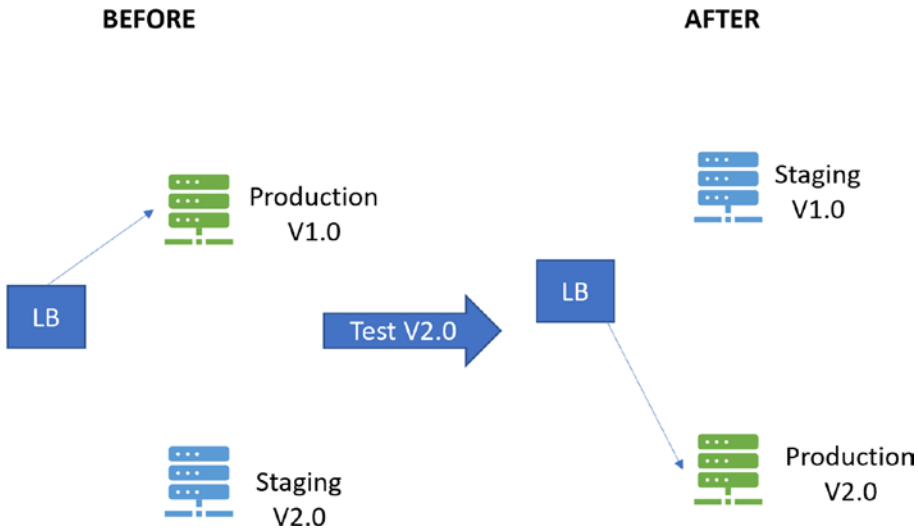 BEFORE
AFTER
Production
V1.0
LB
Staging
V2.0
Test V2.0
Staging
V1.0
LB
Production
V2.0